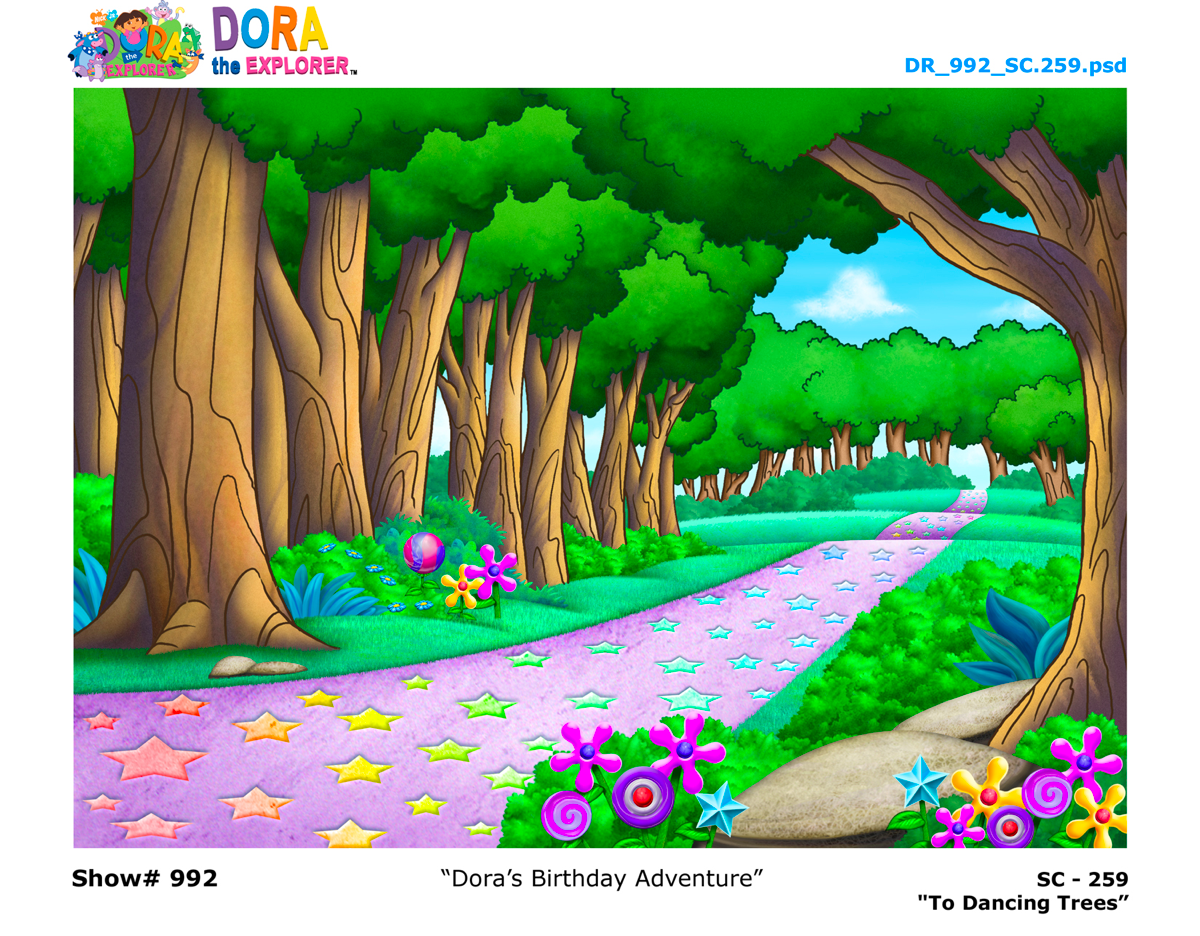 DORA
the
EXPLORER
DORA
the EXPLORER™
DR_992_SC.259.psd
Show# 992
“Dora’s Birthday Adventure”
SC - 259
"To Dancing Trees”